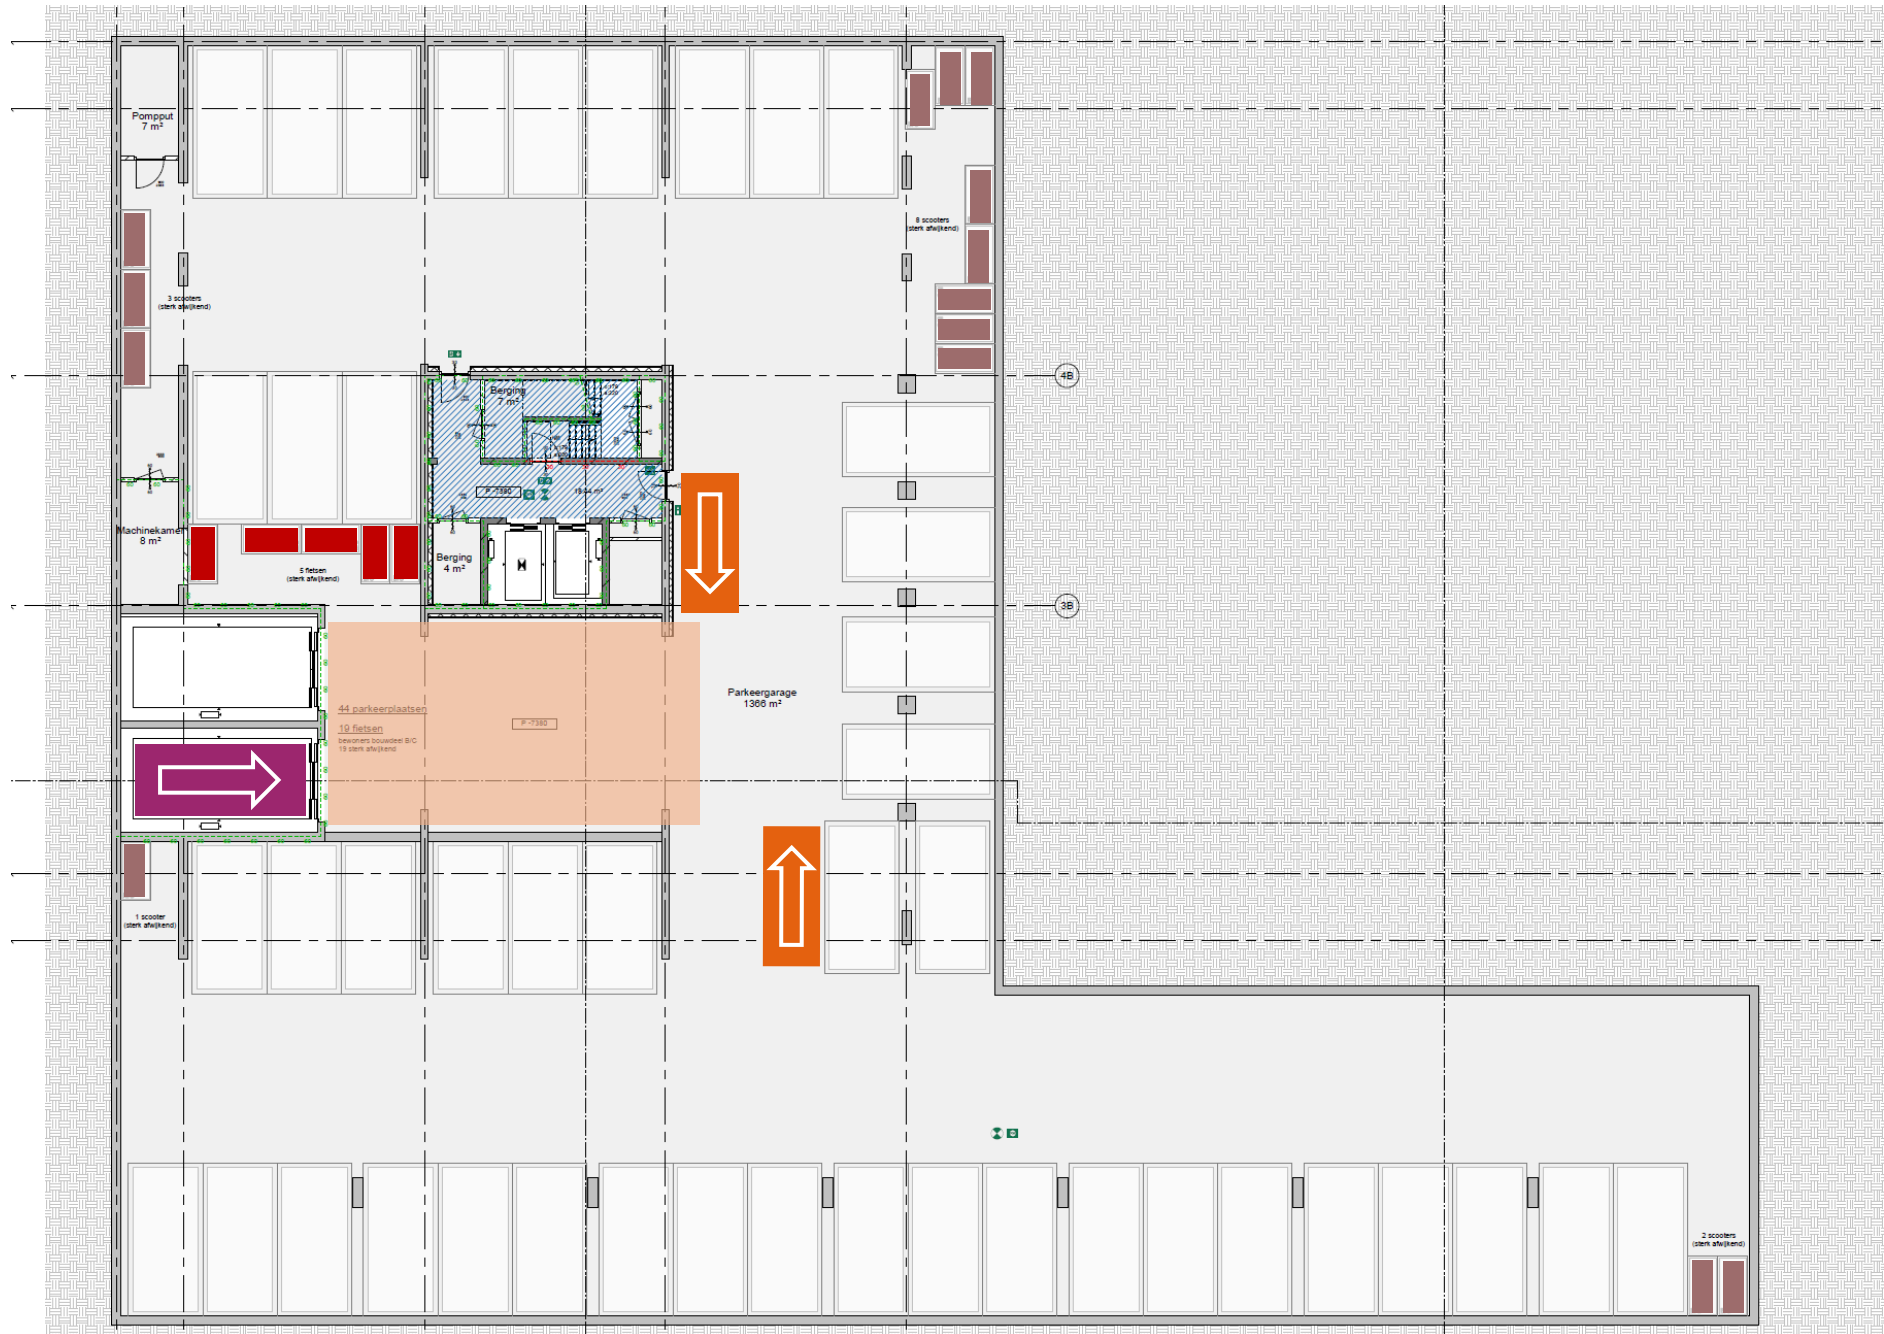 Pompput
7 m²
8 scooters
(sterk afwijkend)
3 scooters
(sterk afwijkend)
4B
Berging
7 m²
P -7380
Machinekamer
8 m²
Berging
4 m²
5 fietsen
(sterk afwijkend)
3B
Parkeergarage
1366 m²
44 parkeerplaatsen
19 fietsen
bewoners bouwdeel B/C
19 sterk afwijkend
P -7380
1 scooter
(sterk afwijkend)
2 scooters
(sterk afwijkend)